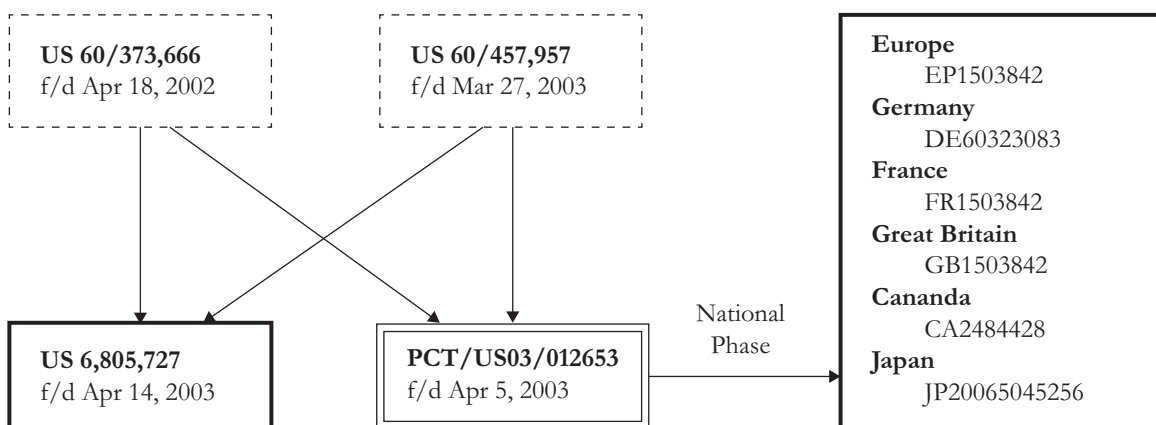 US 60/373,666
f/d Apr 18, 2002
US 60/457,957
f/d Mar 27, 2003
US 6,805,727
f/d Apr 14, 2003
PCT/US03/012653
f/d Apr 5, 2003
National
Phase
Europe
EP1503842
Germany
DE60323083
France
FR1503842
Great Britain
GB1503842
Cananda
CA2484428
Japan
JP20065045256